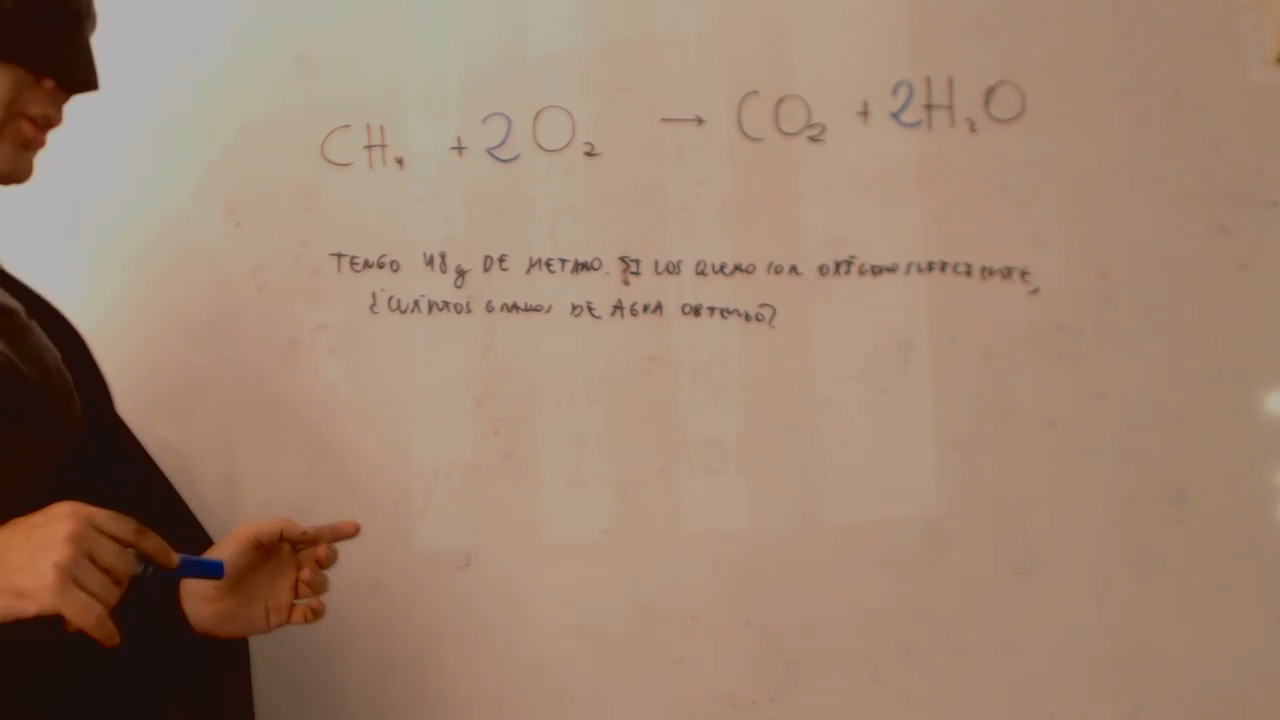 CH₄ + 2O₂ → CO₂ + 2H₂O
TENGO 48g DE METANO. SI LOS QUEMO CON OXÍGENO SUFICIENTE,
¿CUÁNTOS GRAMOS DE AGUA OBTENGO?